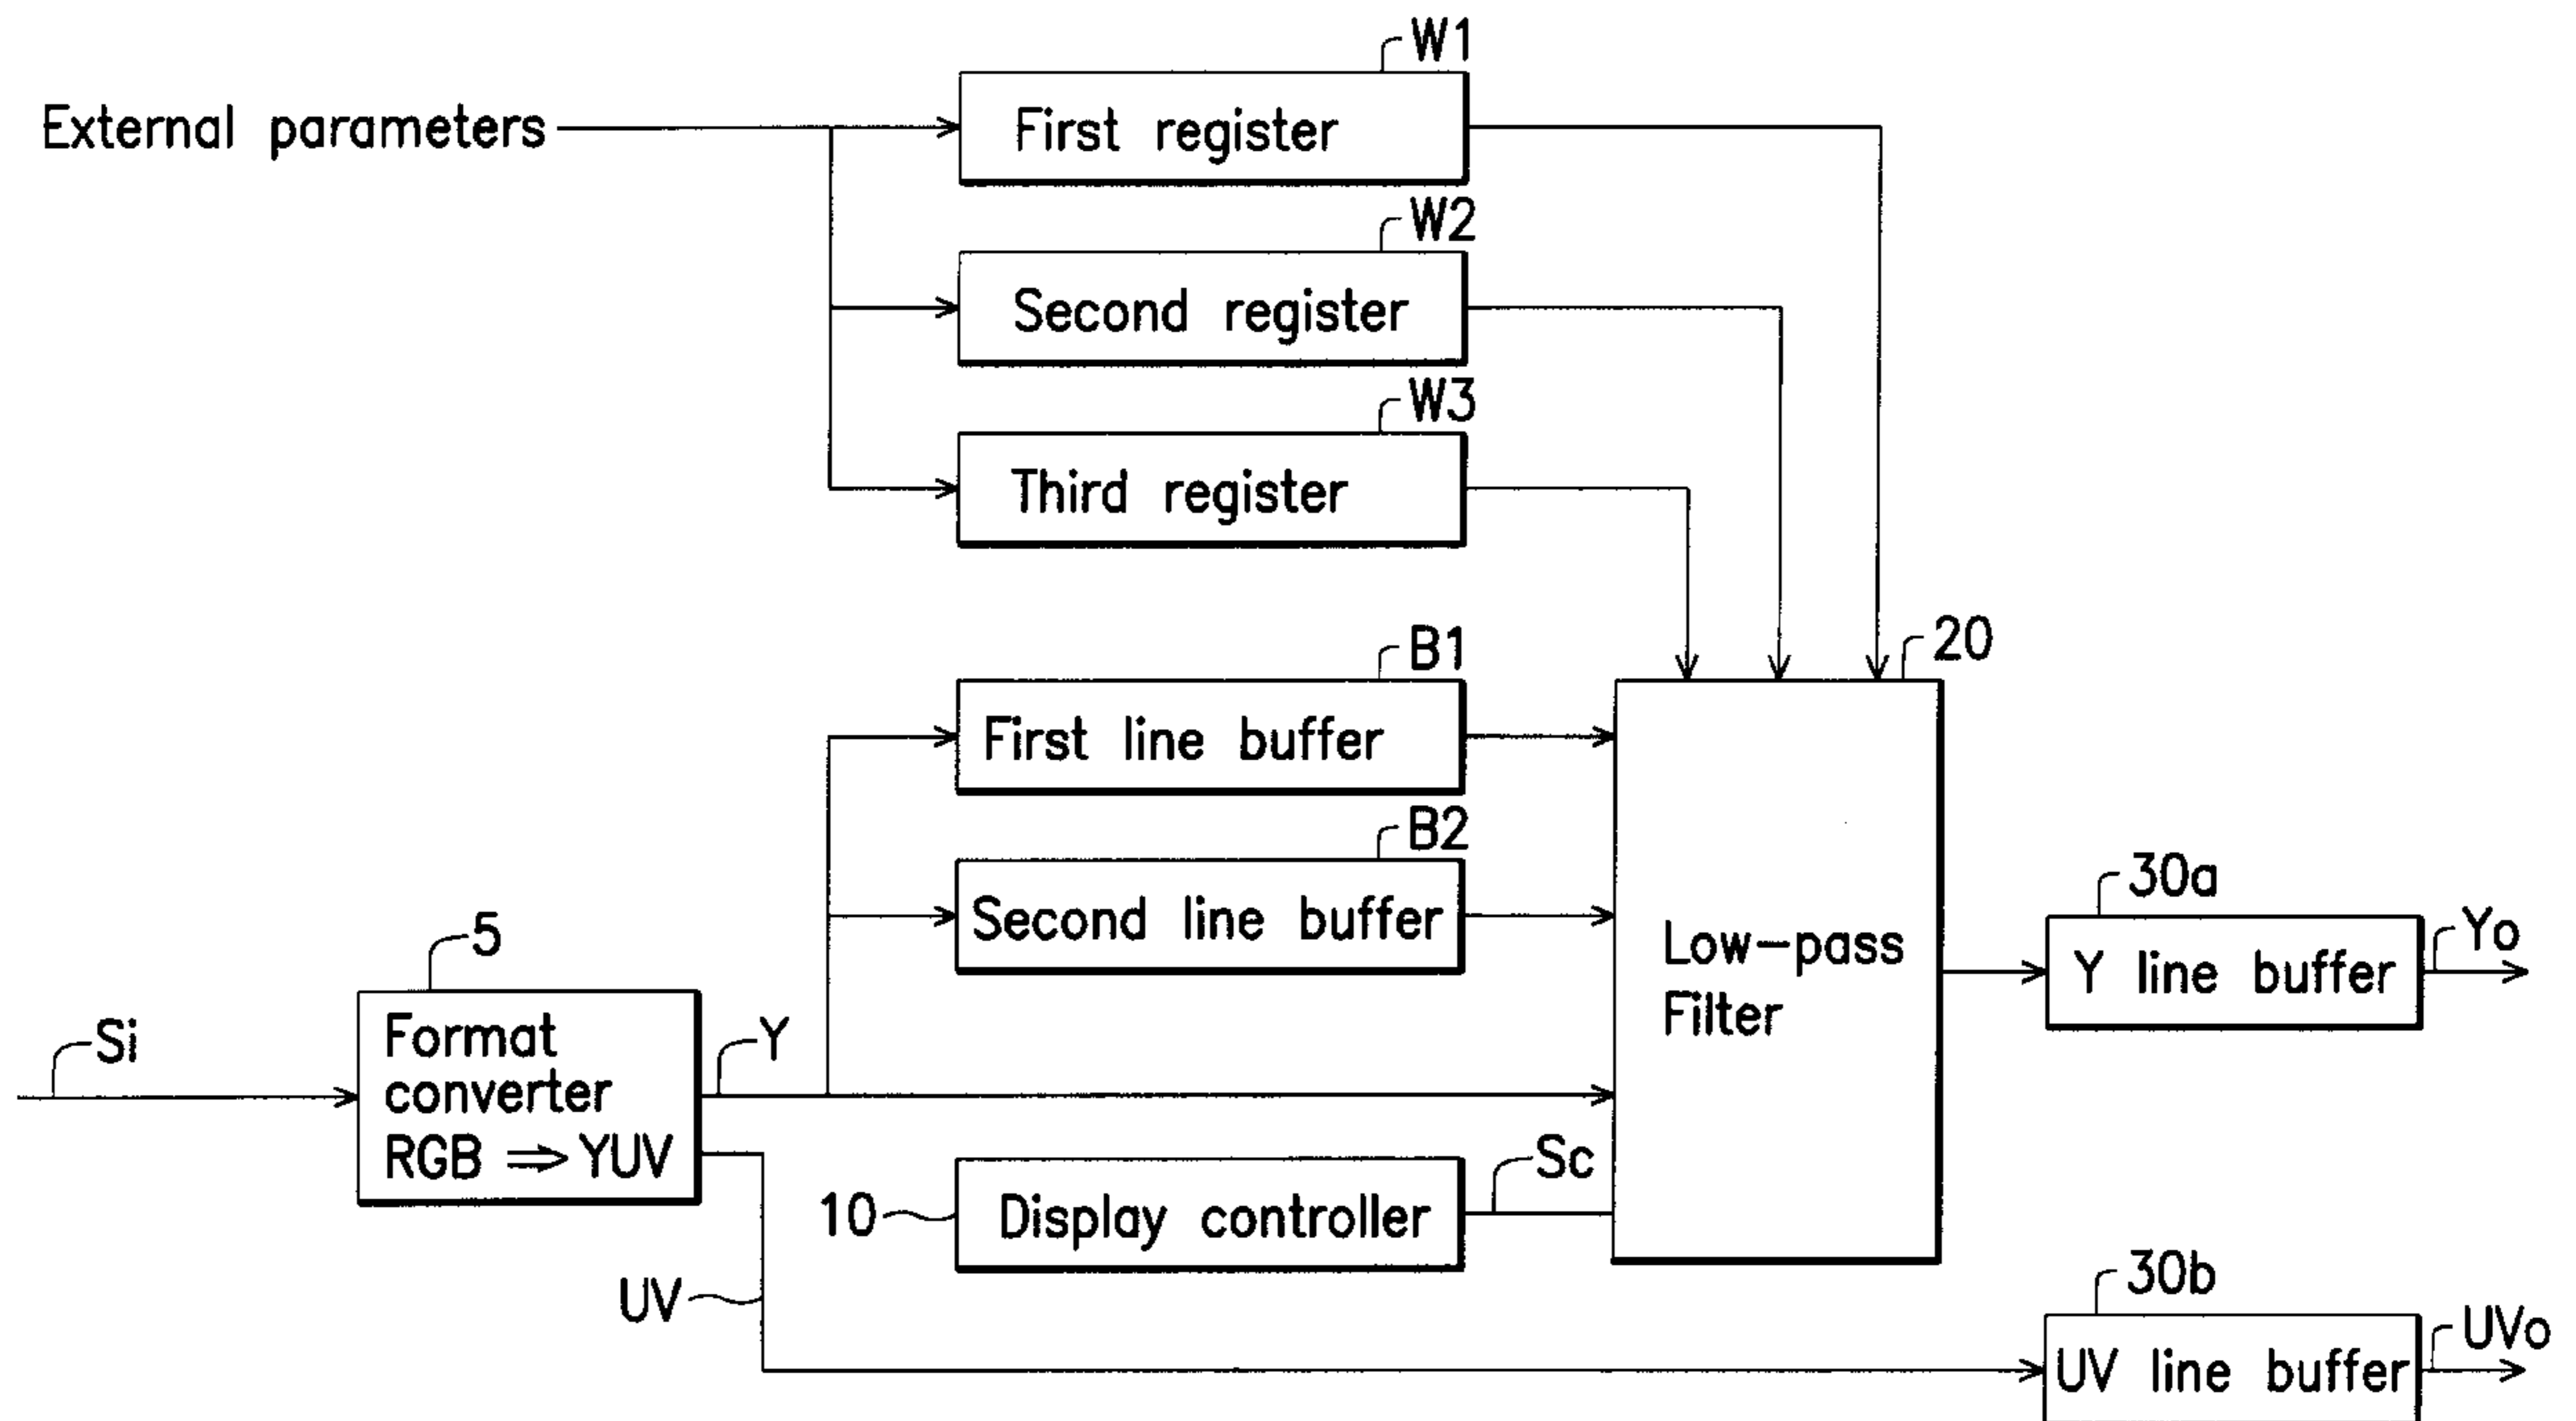 W1
External parameters
First register
W2
Second register
W3
Third register
20
B1
First line buffer
B2
Second line buffer
Low-pass
Filter
30a
Y line buffer
Yo
5
Si
Format
converter
RGB ⇒ YUV
Y
Sc
10
Display controller
UV
30b
UV line buffer
UVo